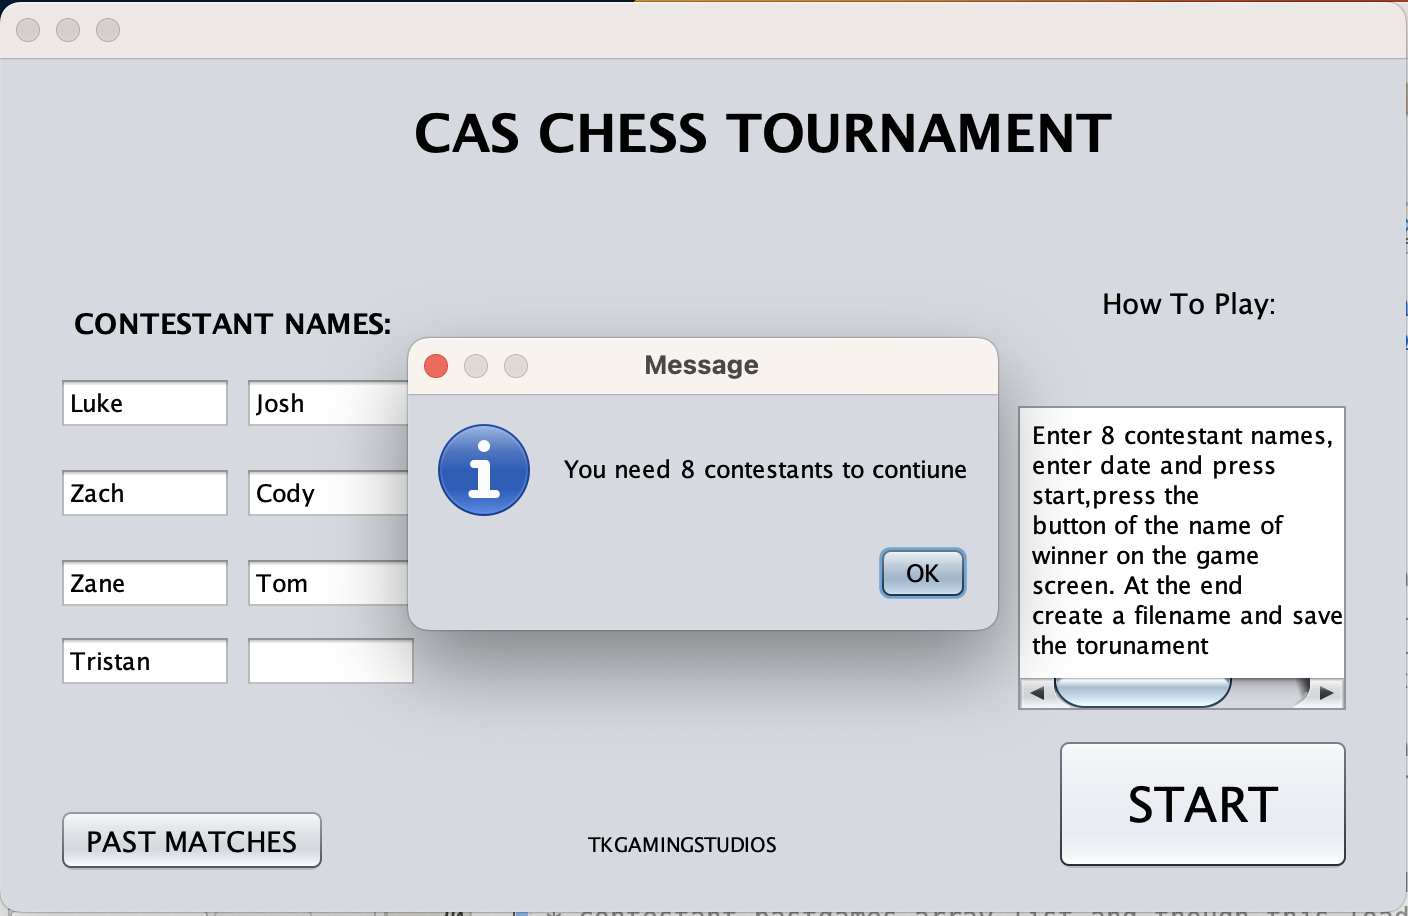 CAS CHESS TOURNAMENT
How To Play:
CONTESTANT NAMES:
Message
Luke Josh
You need 8 contestants to contiune
OK
Zach Cody
Zane Tom
Tristan
Enter 8 contestant names,
enter date and press
start,press the
button of the name of
winner on the game
screen. At the end
create a filename and save
the torunament
START
PAST MATCHES
TKGAMINGSTUDIOS